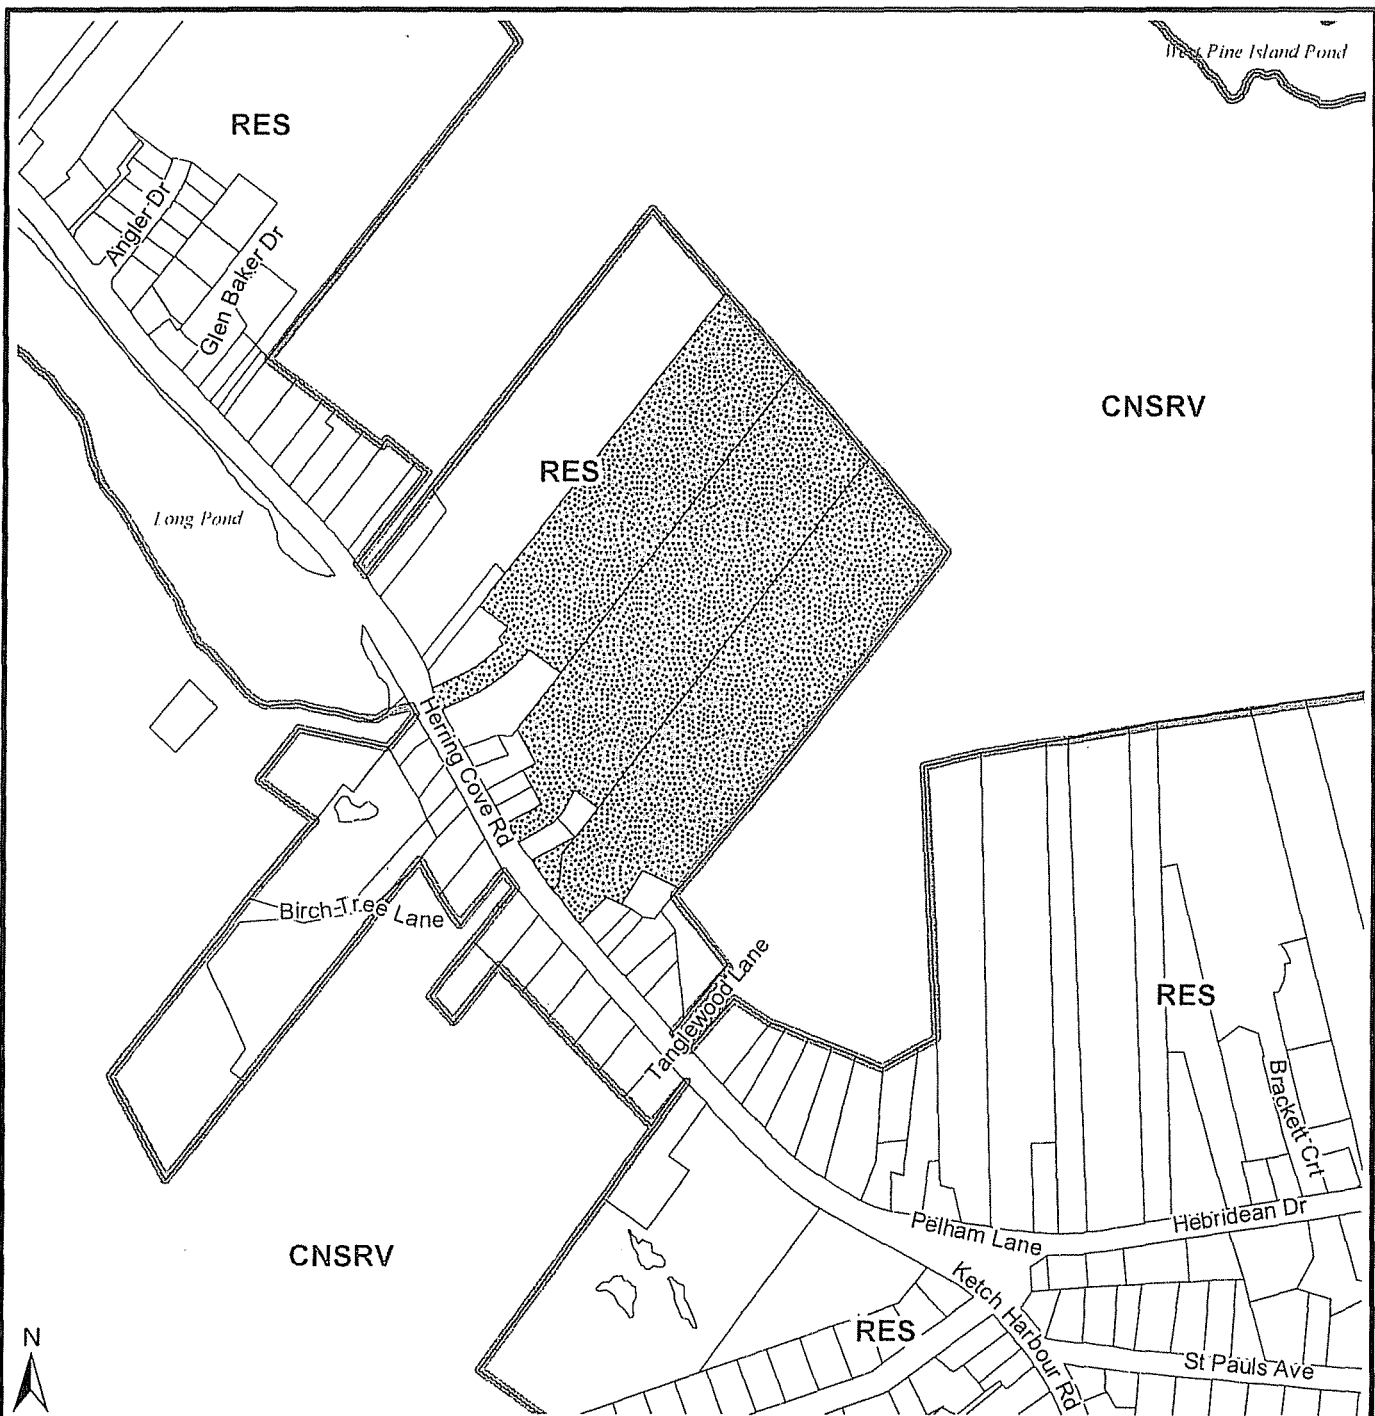 West Pine Island Pond
RES
Angler Dr
Glen Baker Dr
CNSRV
RES
Long Pond
Herring Cove Rd
Birch Tree Lane
Tanglewood Lane
RES
Brackett Crt
Hebridean Dr
Pelham Lane
CNSRV
Ketch Harbour Rd
RES
St Pauls Ave
N